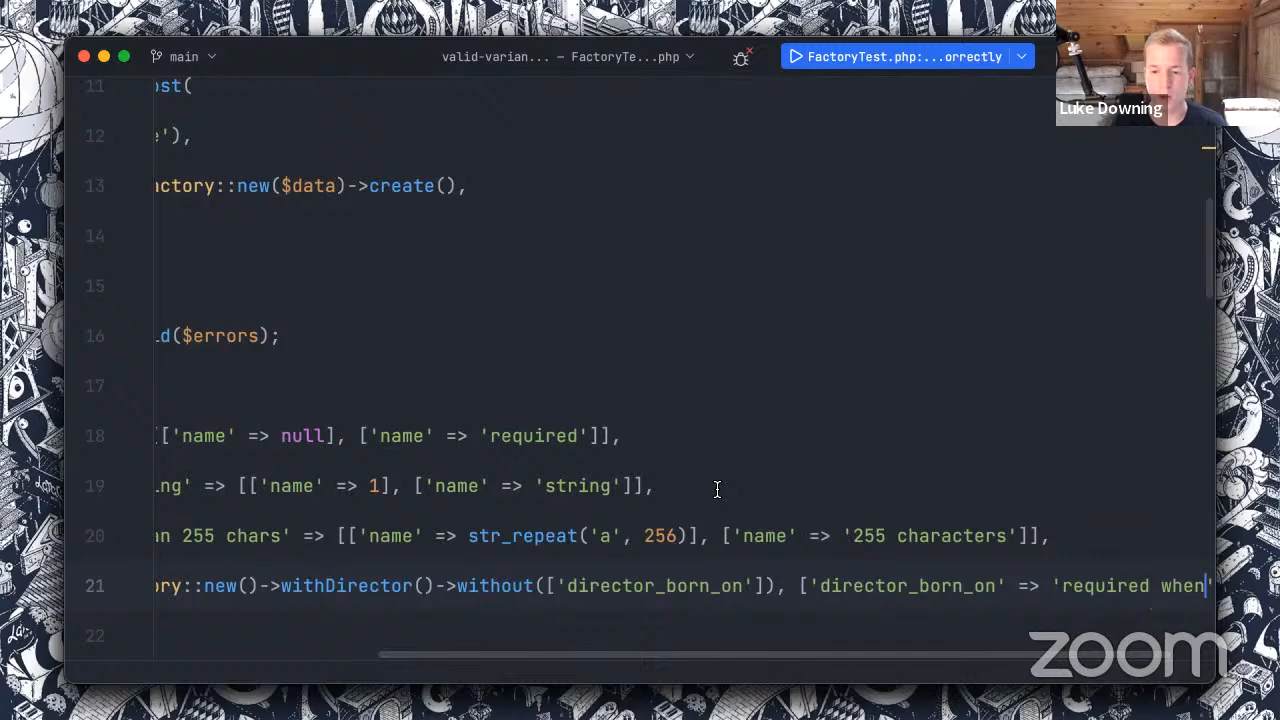 main
valid-varian... — FactoryTe...php
FactoryTest.php:...orrectly
Luke Downing
11 ost(
12 e'),
13 actory::new($data)->create(),
14
15
16 ld($errors);
17
18 [['name' => null], ['name' => 'required']],
19 ing' => [['name' => 1], ['name' => 'string']],
20 an 255 chars' => [['name' => str_repeat('a', 256)], ['name' => '255 characters']],
21 ory::new()->withDirector()->without(['director_born_on']), ['director_born_on' => 'required when'
22
zoom